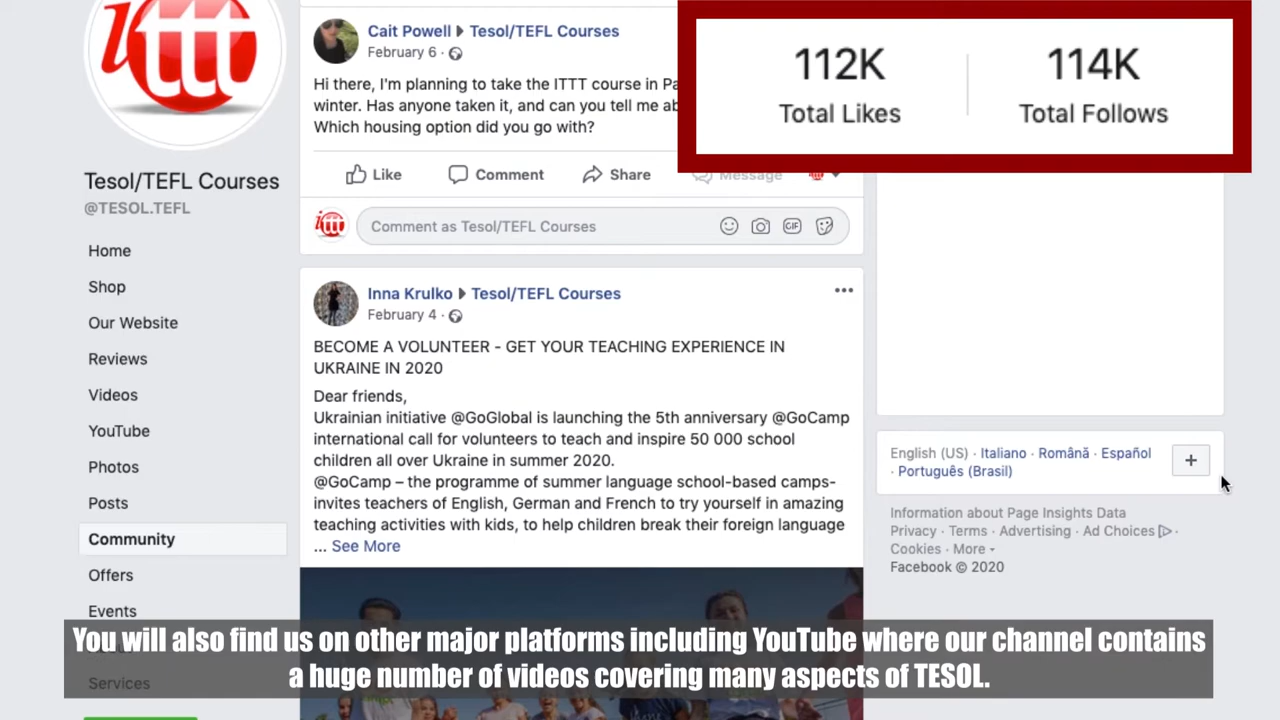 ittt
Tesol/TEFL Courses
@TESOL.TEFL
Home
Shop
Our Website
Reviews
Videos
YouTube
Photos
Posts
Community
Offers
Events
Services
Cait Powell Tesol/TEFL Courses
February 6 ·
Hi there, I'm planning to take the ITTT course in
winter. Has anyone taken it, and can you tell me
Which housing option did you go with?
Like Comment Share Message
ittt
Comment as Tesol/TEFL Courses
GIF
Inna Krulko Tesol/TEFL Courses
February 4 ·
BECOME A VOLUNTEER - GET YOUR TEACHING EXPERIENCE IN
UKRAINE IN 2020
Dear friends,
Ukrainian initiative @GoGlobal is launching the 5th anniversary @GoCamp
international call for volunteers to teach and inspire 50 000 school
children all over Ukraine in summer 2020.
@GoCamp – the programme of summer language school-based camps-
invites teachers of English, German and French to try yourself in amazing
teaching activities with kids, to help children break their foreign language
... See More
112K
Total Likes
114K
Total Follows
English (US) · Italiano · Română · Español
· Português (Brasil)
+
Information about Page Insights Data
Privacy · Terms · Advertising · Ad Choices ·
Cookies · More
Facebook © 2020
You will also find us on other major platforms including YouTube where our channel contains
a huge number of videos covering many aspects of TESOL.